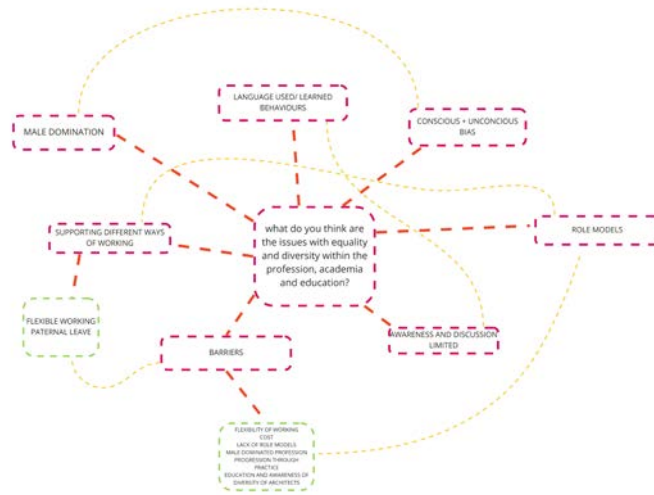 LANGUAGE USED/ LEARNED
BEHAVIOURS
CONSCIOUS + UNCONCIOUS
BIAS
MALE DOMINATION
what do you think are
the issues with equality
and diversity within the
profession, academia
and education?
SUPPORTING DIFFERENT WAYS
OF WORKING
ROLE MODELS
FLEXIBLE WORKING
PATERNAL LEAVE
AWARENESS AND DISCUSSION
LIMITED
BARRIERS
FLEXIBILITY OF WORKING
COST
LACK OF ROLE MODELS
MALE DOMINATED PROFESSION
PROGRESSION THROUGH
PRACTICE
EDUCATION AND AWARENESS OF
DIVERSITY OF ARCHITECTS